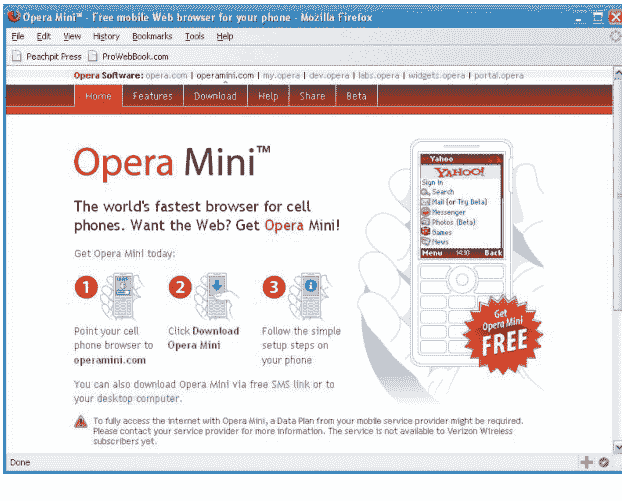 Opera Mini™ - Free mobile Web browser for your phone - Mozilla Firefox
File Edit View History Bookmarks Tools Help
Peachpit Press ProWebBook.com
Opera Software: opera.com | operamini.com | my.opera | dev.opera | labs.opera | widgets.opera | portal.opera
Home Features Download Help Share Beta
Opera Mini™
The world's fastest browser for cell
phones. Want the Web? Get Opera Mini!
Get Opera Mini today:
1 2 3
Point your cell
phone browser to
operamini.com
Click Download
Opera Mini
Follow the simple
setup steps on
your phone
You can also download Opera Mini via free SMS link or to
your desktop computer.
To fully access the internet with Opera Mini, a Data Plan from your mobile service provider might be required.
Please contact your service provider for more information. The service is not available to Verizon Wireless
subscribers yet.
Yahoo
YAHOO!
Sign in
Search
Mail (or Try Beta)
Messenger
Photos (Beta)
Games
News
Menu 14:30 Back
Get
Opera Mini
FREE
Done